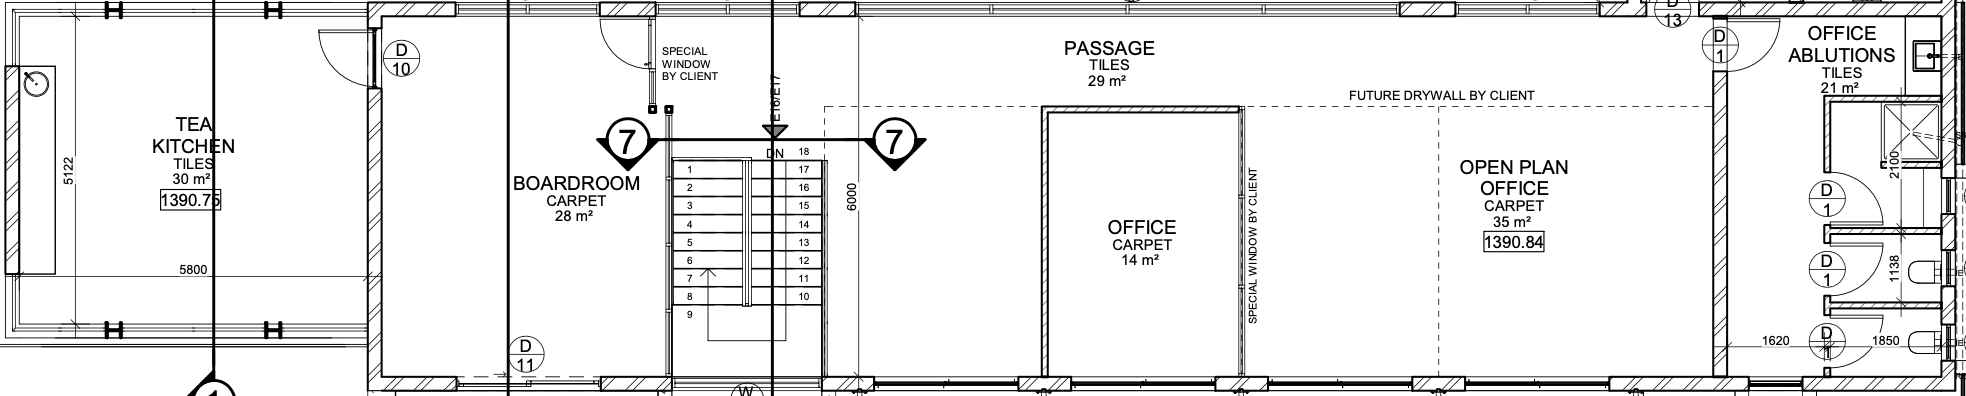 TEA
KITCHEN
TILES
30 m²
1390.75
5122
5800
D
10
SPECIAL
WINDOW
BY CLIENT
BOARDROOM
CARPET
28 m²
D
11
7
7
E16/E17
DN
18
1
17
2
16
3
15
4
14
5
13
6
12
7
11
8
10
9
6000
W
1
PASSAGE
TILES
29 m²
FUTURE DRYWALL BY CLIENT
OFFICE
CARPET
14 m²
SPECIAL WINDOW BY CLIENT
OPEN PLAN
OFFICE
CARPET
35 m²
1390.84
D
13
D
1
OFFICE
ABLUTIONS
TILES
21 m²
2100
D
1
D
1
1138
D
1
1620
1850